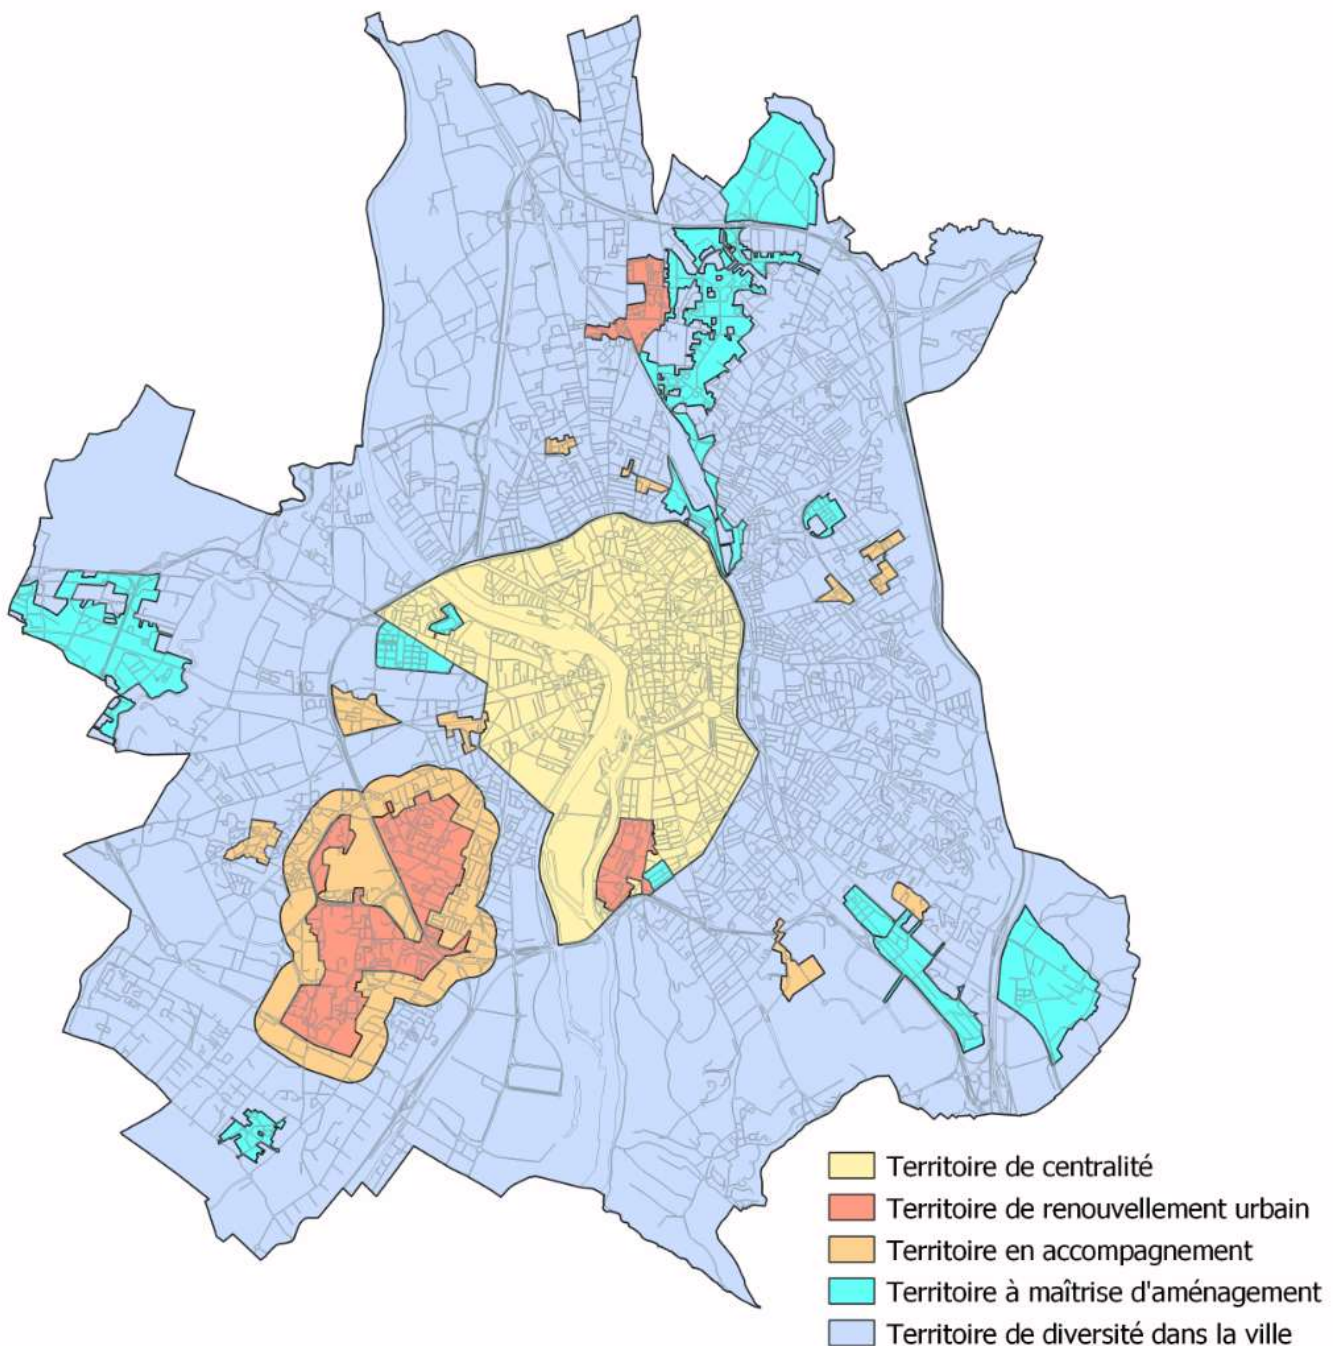 Territoire de centralité
Territoire de renouvellement urbain
Territoire en accompagnement
Territoire à maîtrise d'aménagement
Territoire de diversité dans la ville